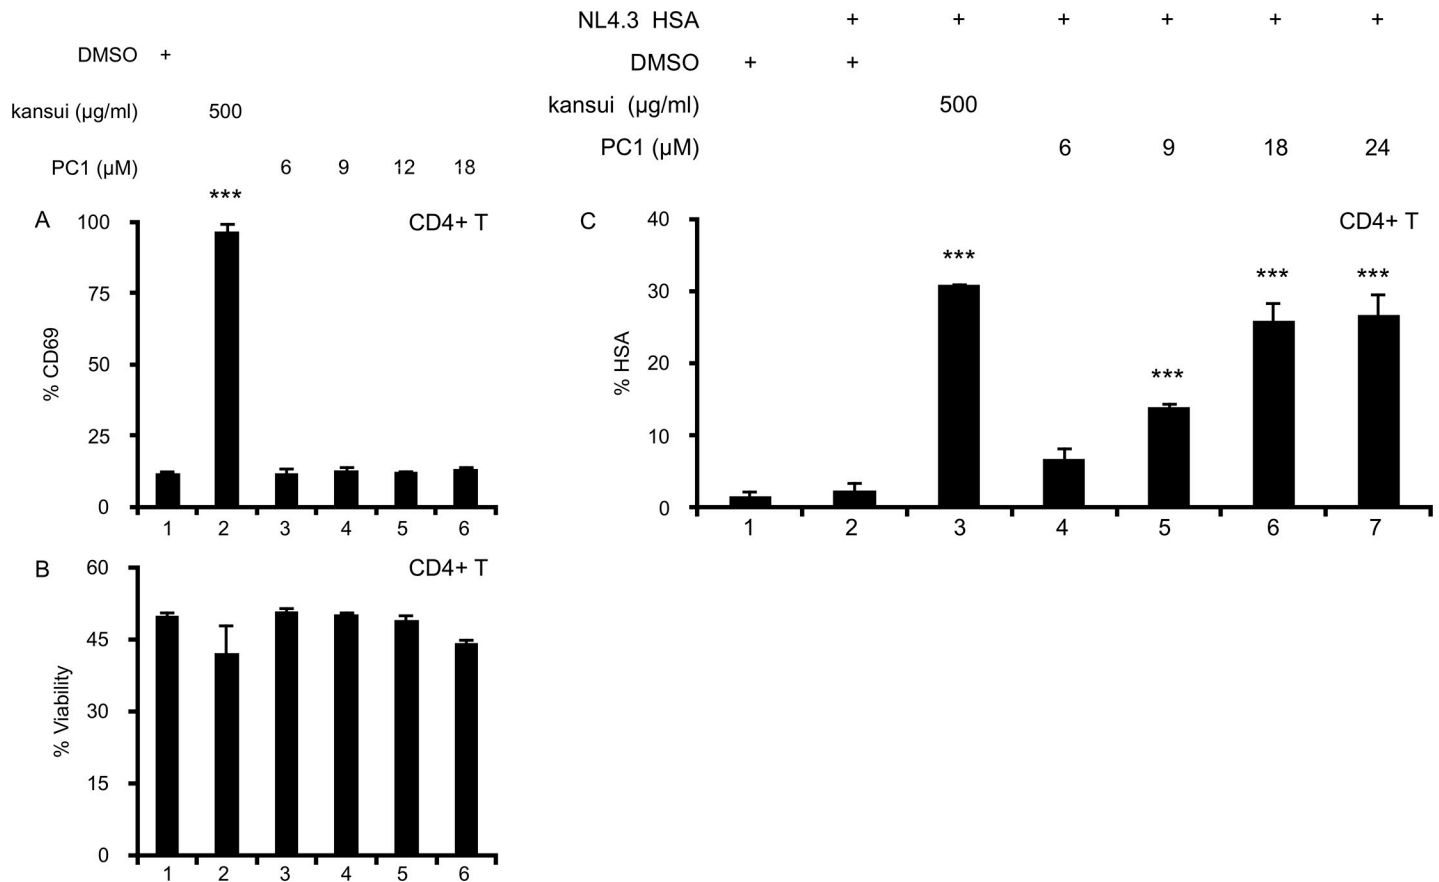 DMSO +
kansui (µg/ml) 500
PC1 (µM) 6 9 12 18
A
***
CD4+ T
100
75
50
25
0
% CD69
1 2 3 4 5 6
B
CD4+ T
60
45
30
15
0
% Viability
1 2 3 4 5 6
NL4.3 HSA + + + + + +
DMSO + +
kansui (µg/ml) 500
PC1 (µM) 6 9 18 24
C
CD4+ T
*** *** *** ***
40
30
20
10
0
% HSA
1 2 3 4 5 6 7